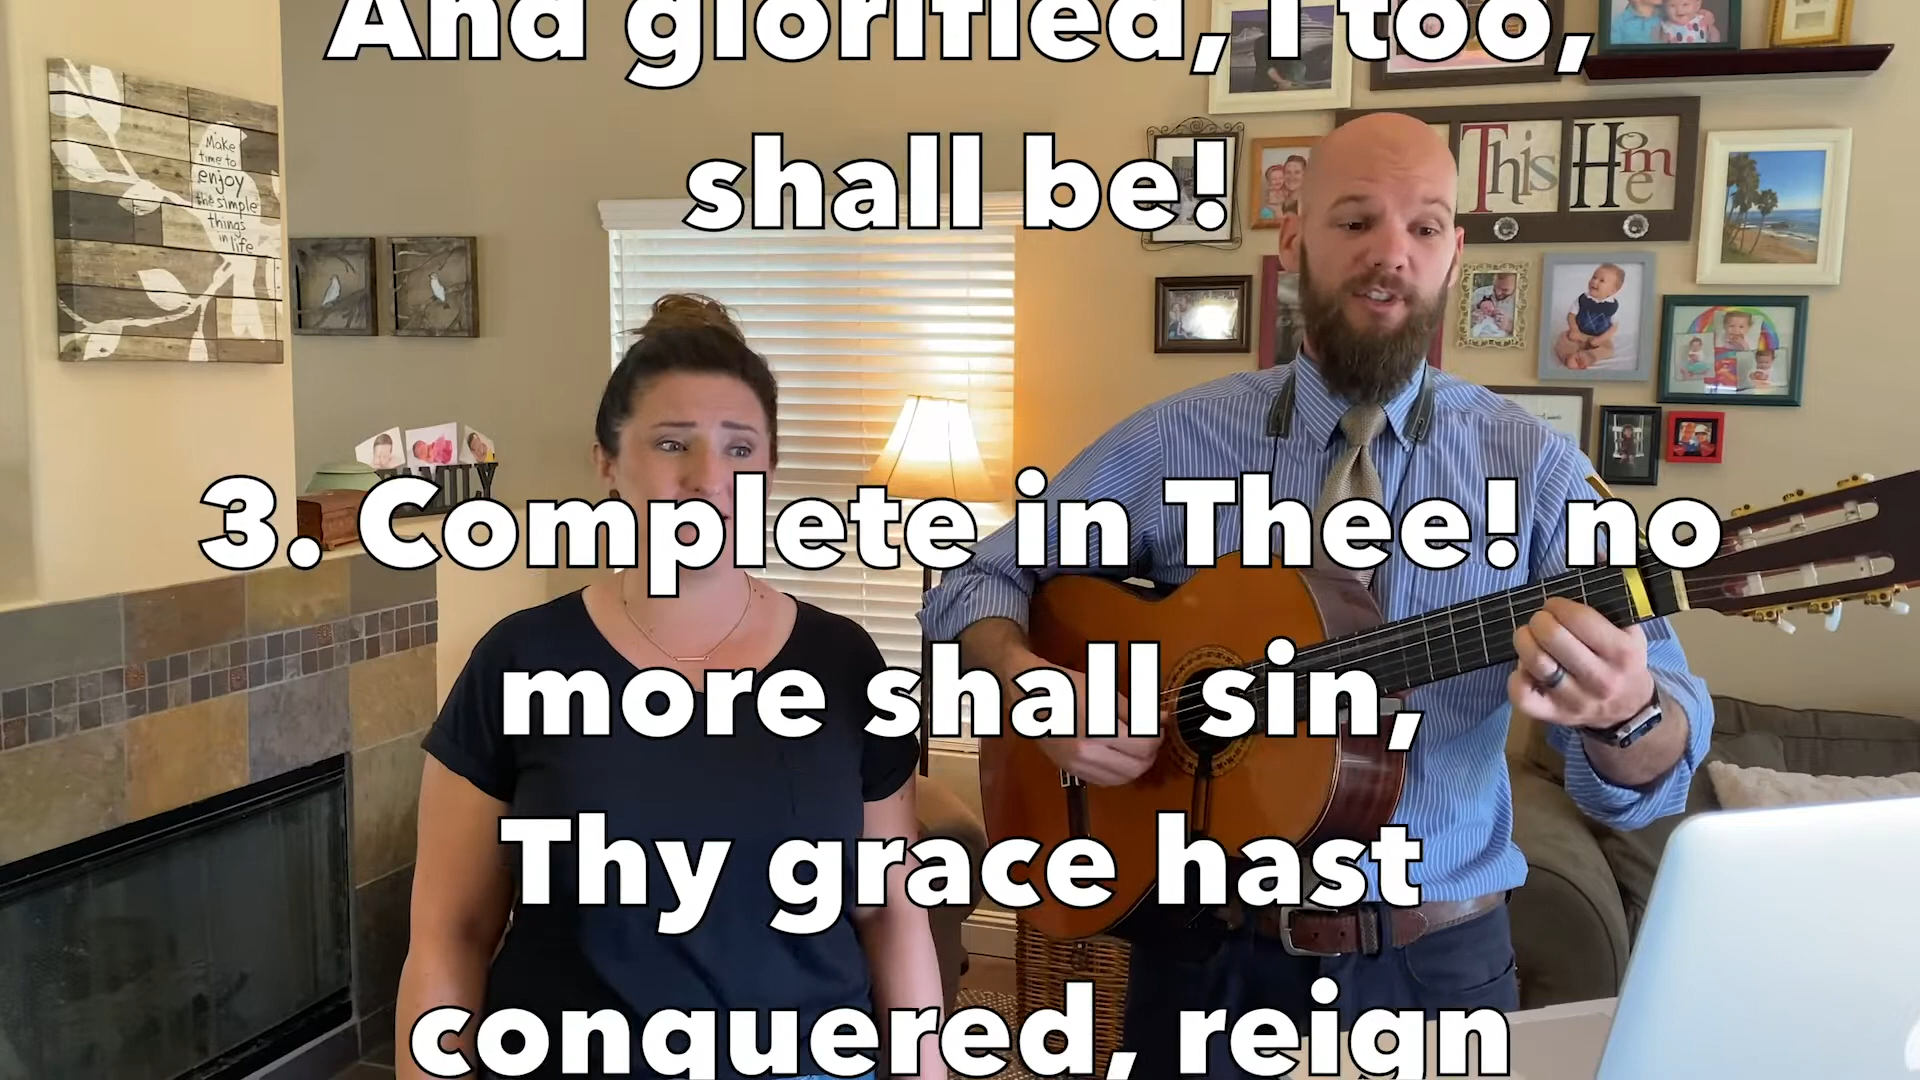 And glorified, I too,
shall be!
Make
time to
enjoy
the simple
things
in life
This Home
FAMILY
3. Complete in Thee! no
more shall sin,
Thy grace hast
conquered, reign